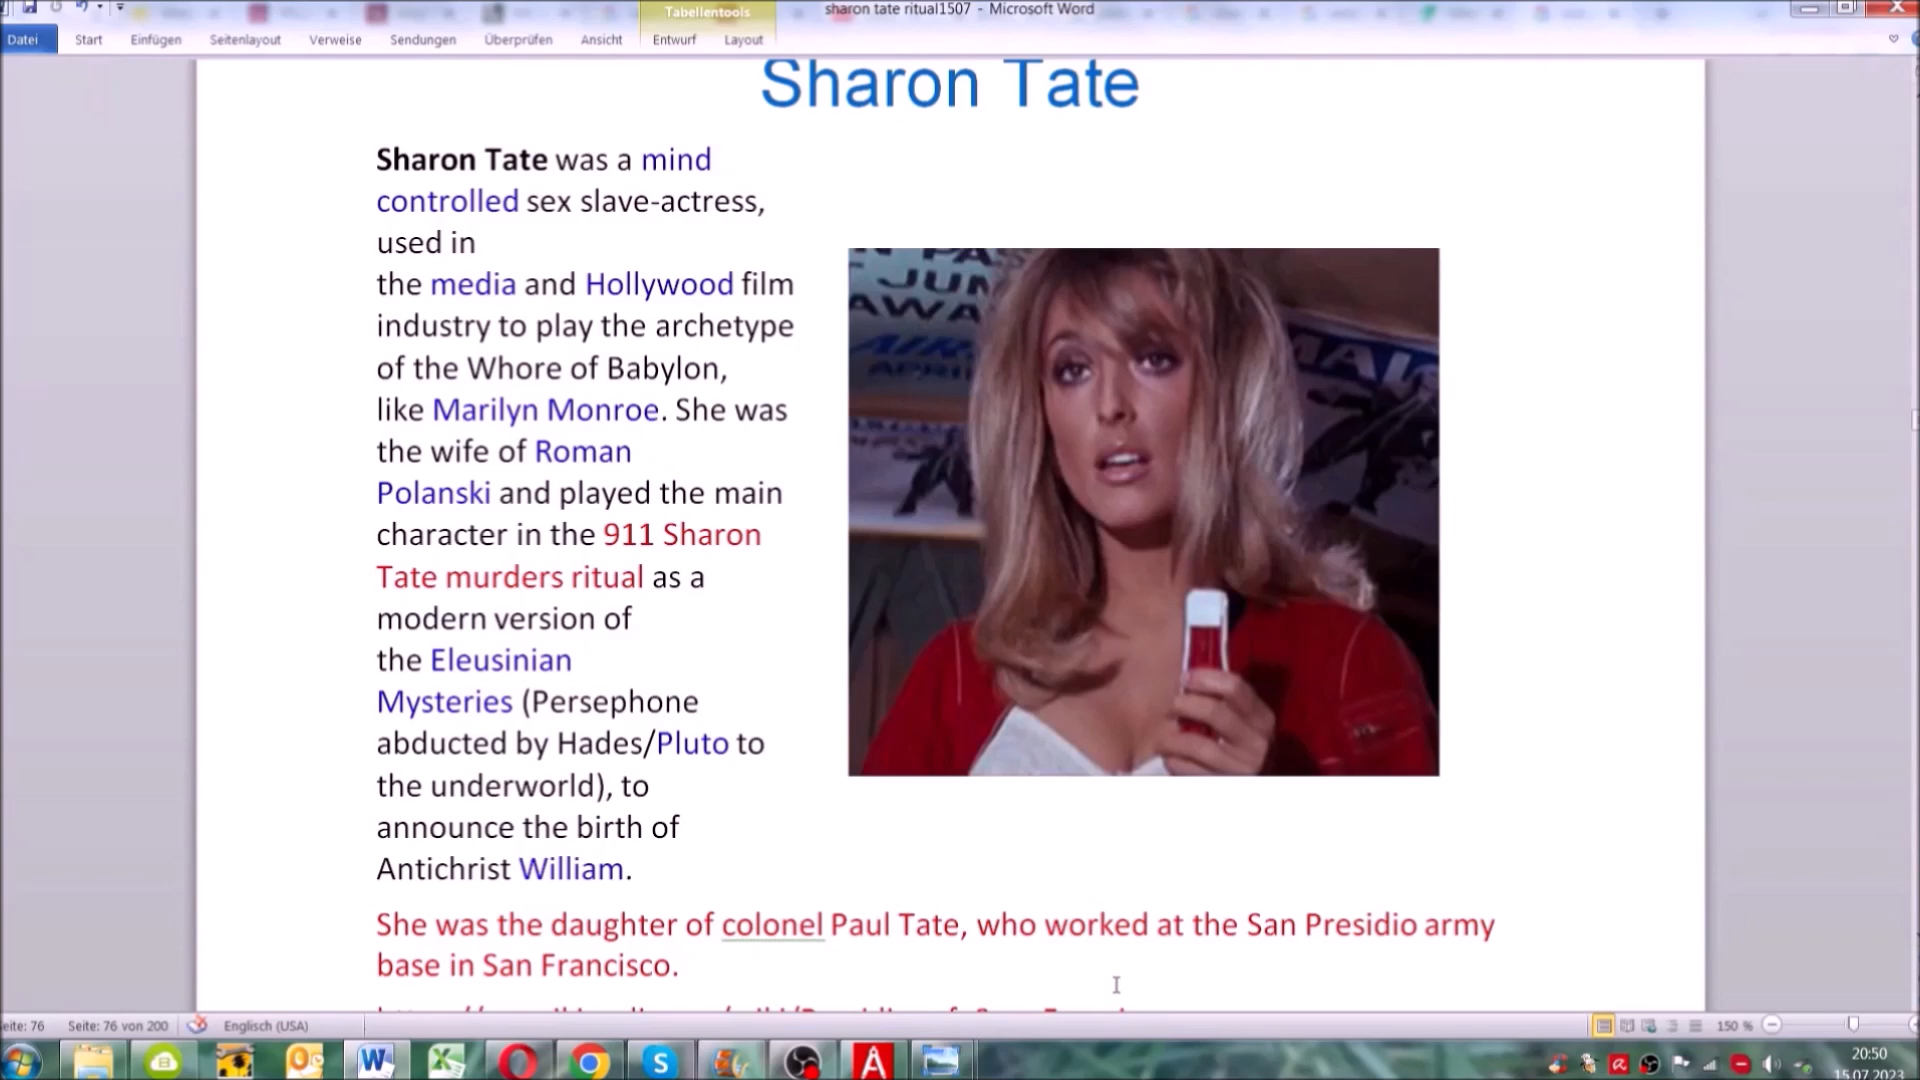 Tabellentools
sharon tate ritual1507 - Microsoft Word
Datei Start Einfügen Seitenlayout Verweise Sendungen Überprüfen Ansicht Entwurf Layout
Sharon Tate
Sharon Tate was a mind
controlled sex slave-actress,
used in
the media and Hollywood film
industry to play the archetype
of the Whore of Babylon,
like Marilyn Monroe. She was
the wife of Roman
Polanski and played the main
character in the 911 Sharon
Tate murders ritual as a
modern version of
the Eleusinian
Mysteries (Persephone
abducted by Hades/Pluto to
the underworld), to
announce the birth of
Antichrist William.
She was the daughter of colonel Paul Tate, who worked at the San Presidio army
base in San Francisco.
eite: 76 Seite: 76 von 200 Englisch (USA) 150 %
20:50
15.07.2023